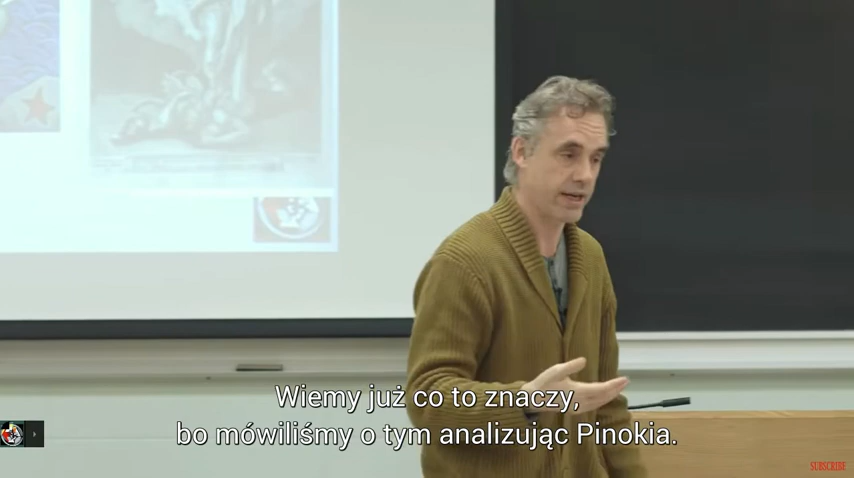 Wiemy już co to znaczy,
bo mówiliśmy o tym analizując Pinokia.
SUBSCRIBE